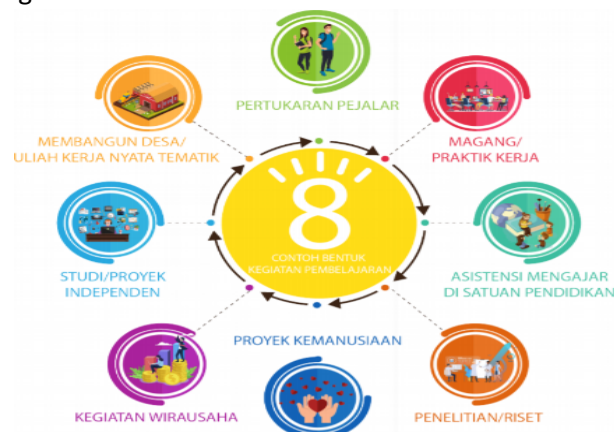 PERTUKARAN PEJALAR
MAGANG/
PRAKTIK KERJA
ASISTENSI MENGAJAR
DI SATUAN PENDIDIKAN
PENELITIAN/RISET
PROYEK KEMANUSIAAN
KEGIATAN WIRAUSAHA
STUDI/PROYEK
INDEPENDEN
MEMBANGUN DESA/
ULIAH KERJA NYATA TEMATIK
8
CONTOH BENTUK
KEGIATAN PEMBELAJARAN